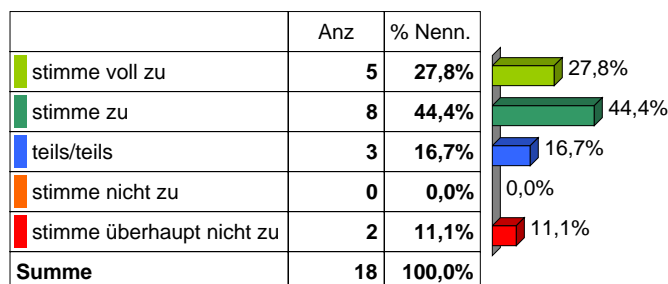 Anz % Nenn.
stimme voll zu 5 27,8% 27,8%
stimme zu 8 44,4% 44,4%
teils/teils 3 16,7% 16,7%
stimme nicht zu 0 0,0% 0,0%
stimme überhaupt nicht zu 2 11,1% 11,1%
Summe 18 100,0%